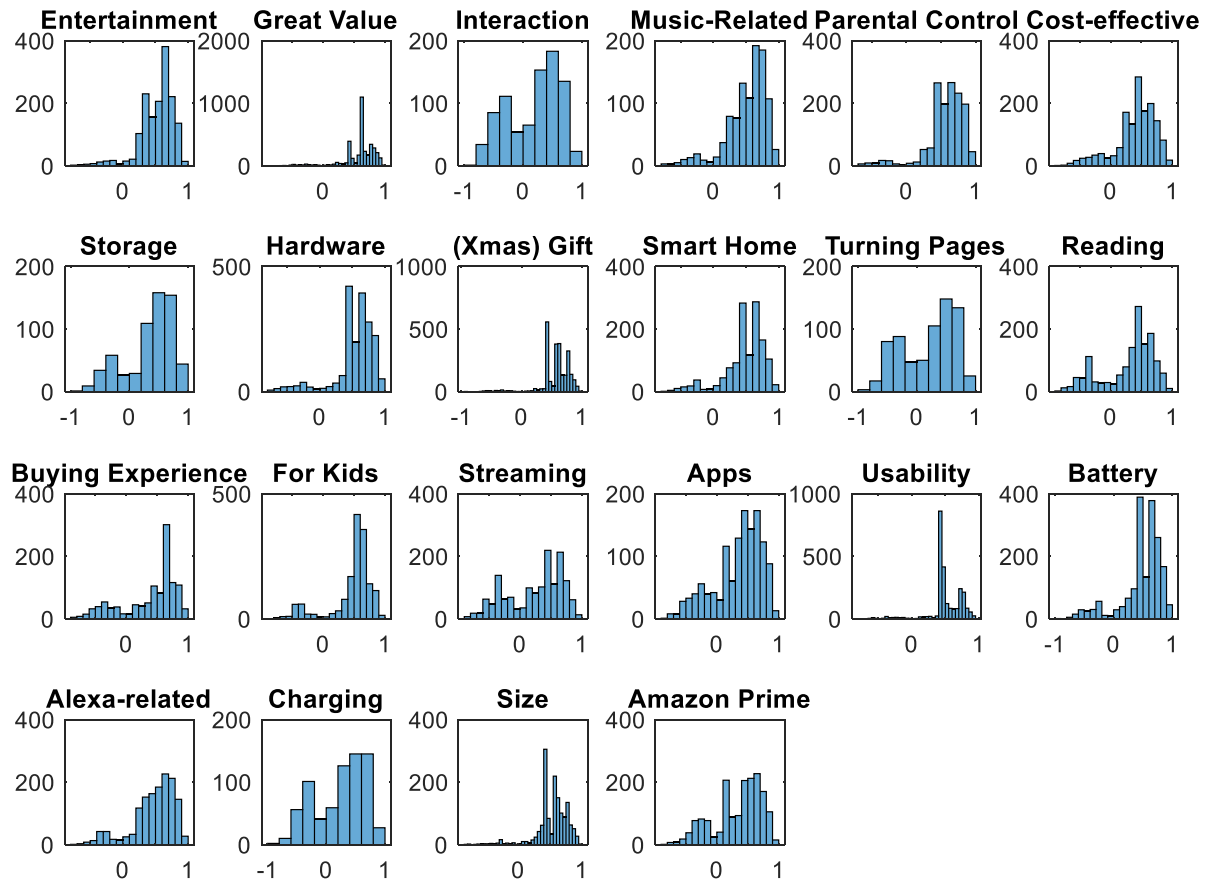 Entertainment Great Value Interaction Music-Related Parental Control Cost-effective
400 2000 200 200 400 400
200 1000 100 100 200 200
0 0 0 0 0 0
0 1 0 1 -1 0 1 0 1 0 1 0 1
Storage Hardware (Xmas) Gift Smart Home Turning Pages Reading
200 500 1000 400 200 400
100 500 200 100 200
0 0 0 0 0 0
-1 0 1 0 1 -1 0 1 0 1 -1 0 1 0 1
Buying Experience For Kids Streaming Apps Usability Battery
400 500 400 200 1000 400
200 200 100 500 200
0 0 0 0 0 0
0 1 0 1 0 1 0 1 0 1 -1 0 1
Alexa-related Charging Size Amazon Prime
400 200 400 400
200 100 200 200
0 0 0 0
0 1 -1 0 1 0 1 0 1